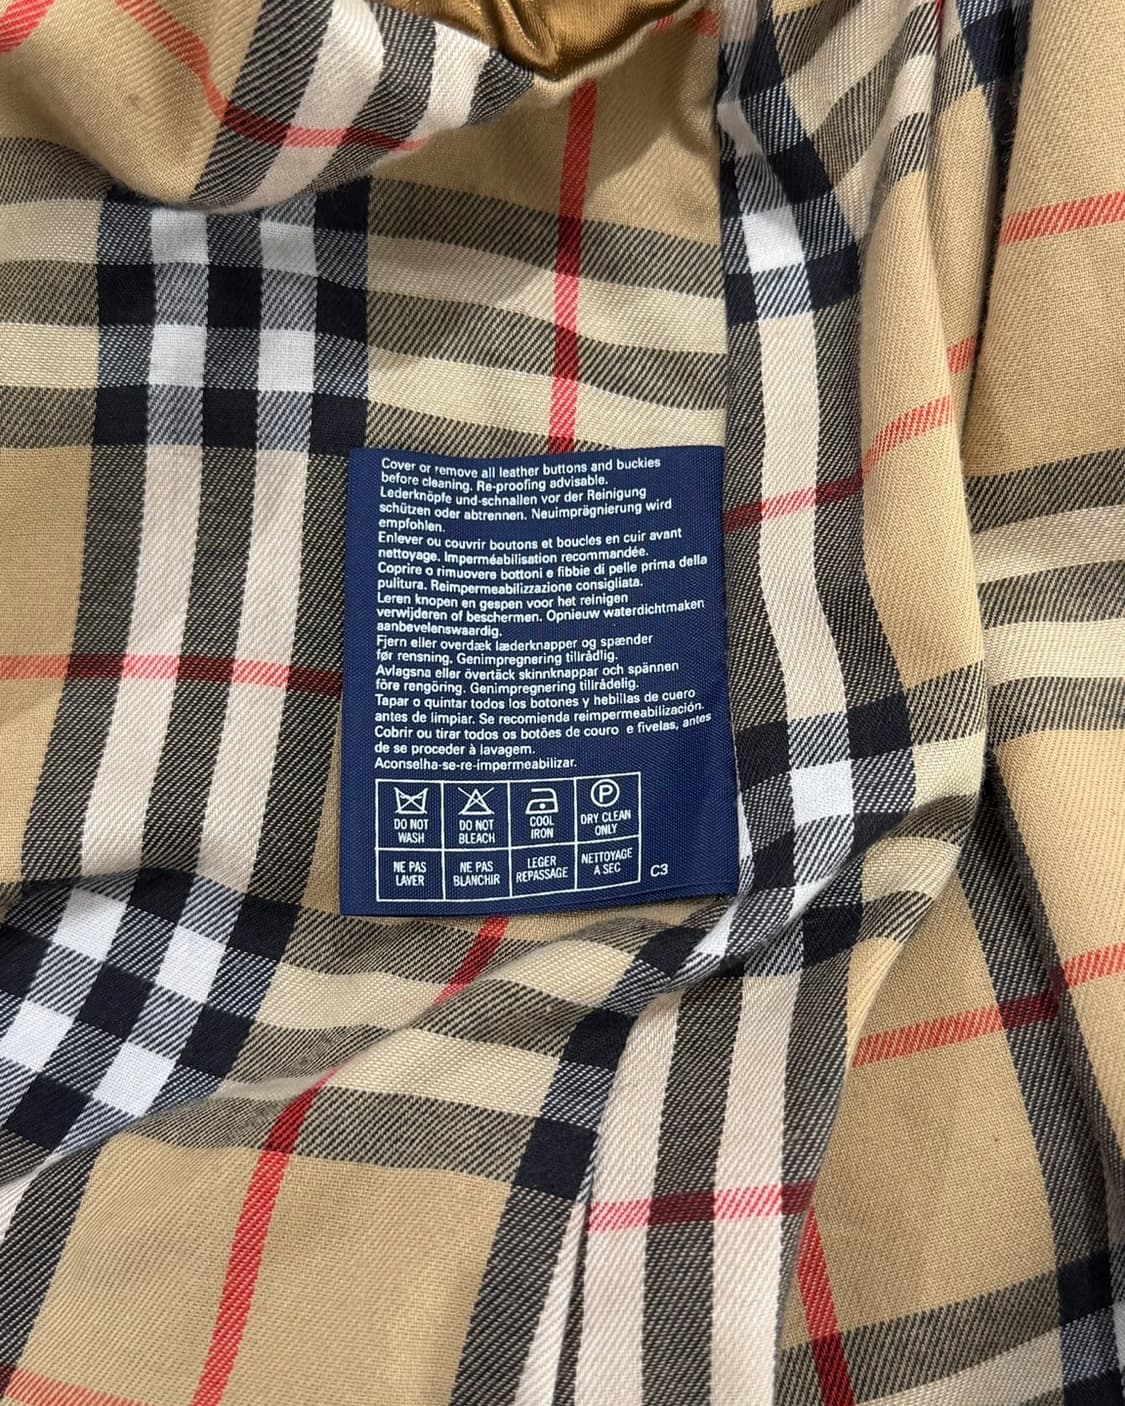 Cover or remove all leather buttons and buckies
before cleaning. Re-proofing advisable.
Lederknöpfe und-schnallen vor der Reinigung
schützen oder abtrennen. Neuimprägnierung wird
empfohlen.
Enlever ou couvrir boutons et boucles en cuir avant
nettoyage. Imperméabilisation recommandée.
Coprire o rimuovere bottoni e fibbie di pelle prima della
pulitura. Reimpermeabilizzazione consigliata.
Leren knopen en gespen voor het reinigen
verwijderen of beschermen. Opnieuw waterdichtmaken
aanbevelenswaardig.
Fjern eller overdæk læderknapper og spænder
før rensning. Genimpregnering tillrådlig.
Avlagsna eller övertäck skinnknappar och spännen
före rengöring. Genimpregnering tillrådelig.
Tapar o quintar todos los botones y hebillas de cuero
antes de limpiar. Se recomienda reimpermeabilización.
Cobrir ou tirar todos os botões de couro e fivelas, antes
de se proceder à lavagem.
Aconselha-se-re-impermeabilizar.
P
DO NOT WASH
DO NOT BLEACH
COOL IRON
DRY CLEAN ONLY
NE PAS LAVER
NE PAS BLANCHIR
LEGER REPASSAGE
NETTOYAGE A SEC
C3